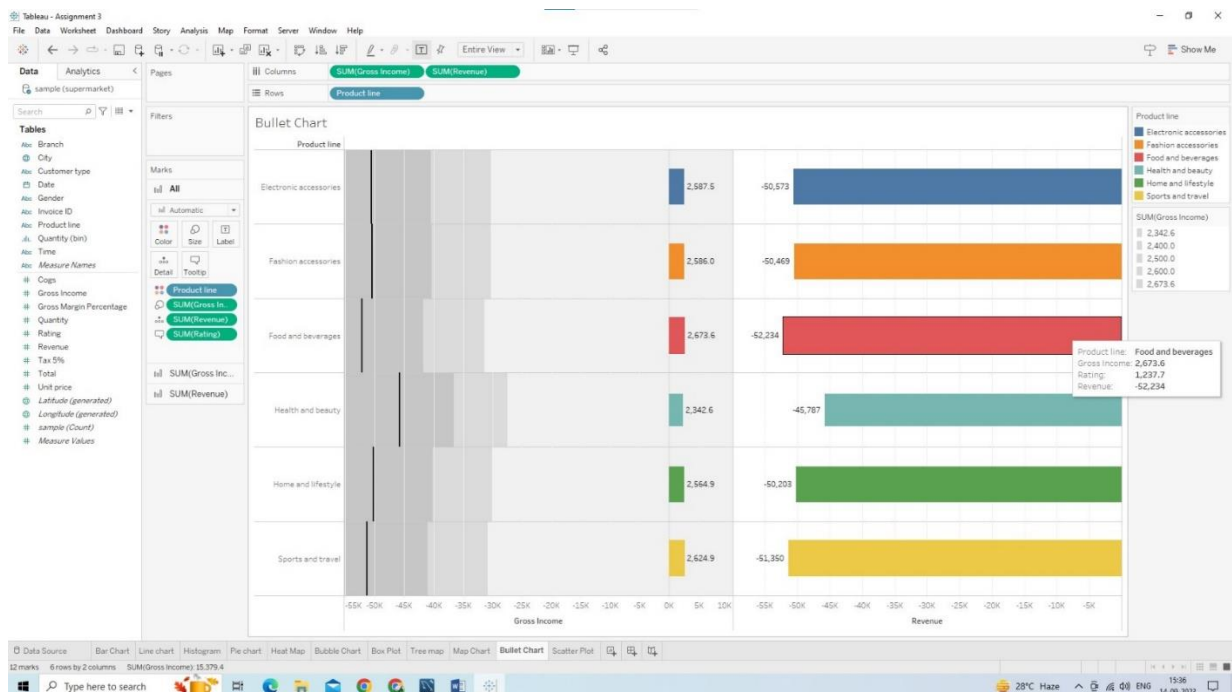 Tableau - Assignment 3
File Data Worksheet Dashboard Story Analysis Map Format Server Window Help
Entire View
Show Me
Data Analytics
Pages
Columns SUM(Gross Income) SUM(Revenue)
sample (supermarket)
Rows Product line
Search
Filters
Tables
Abc Branch
City
Abc Customer type
Date
Abc Gender
Abc Invoice ID
Abc Product line
Quantity (bin)
Abc Time
Abc Measure Names
# Cogs
# Gross Income
# Gross Margin Percentage
# Quantity
# Rating
# Revenue
# Tax 5%
# Total
# Unit price
Latitude (generated)
Longitude (generated)
# sample (Count)
# Measure Values
Marks
All
Automatic
Color Size Label
Detail Tooltip
Product line
SUM(Gross In..
SUM(Revenue)
SUM(Rating)
SUM(Gross Inc...
SUM(Revenue)
Bullet Chart
Product line
Electronic accessories 2,587.5 -50,573
Fashion accessories 2,586.0 -50,469
Food and beverages 2,673.6 -52,234
Health and beauty 2,342.6 -45,787
Home and lifestyle 2,564.9 -50,203
Sports and travel 2,624.9 -51,350
Product line: Food and beverages
Gross Income: 2,673.6
Rating: 1,237.7
Revenue: -52,234
-55K -50K -45K -40K -35K -30K -25K -20K -15K -10K -5K 0K 5K 10K
Gross Income
-55K -50K -45K -40K -35K -30K -25K -20K -15K -10K -5K
Revenue
Product line
Electronic accessories
Fashion accessories
Food and beverages
Health and beauty
Home and lifestyle
Sports and travel
SUM(Gross Income)
2,342.6
2,400.0
2,500.0
2,600.0
2,673.6
Data Source Bar Chart Line chart Histogram Pie chart Heat Map Bubble Chart Box Plot Tree map Map Chart Bullet Chart Scatter Plot
12 marks 6 rows by 2 columns SUM(Gross Income): 15,379.4
Type here to search
28°C Haze ENG 15:36
14-09-2023